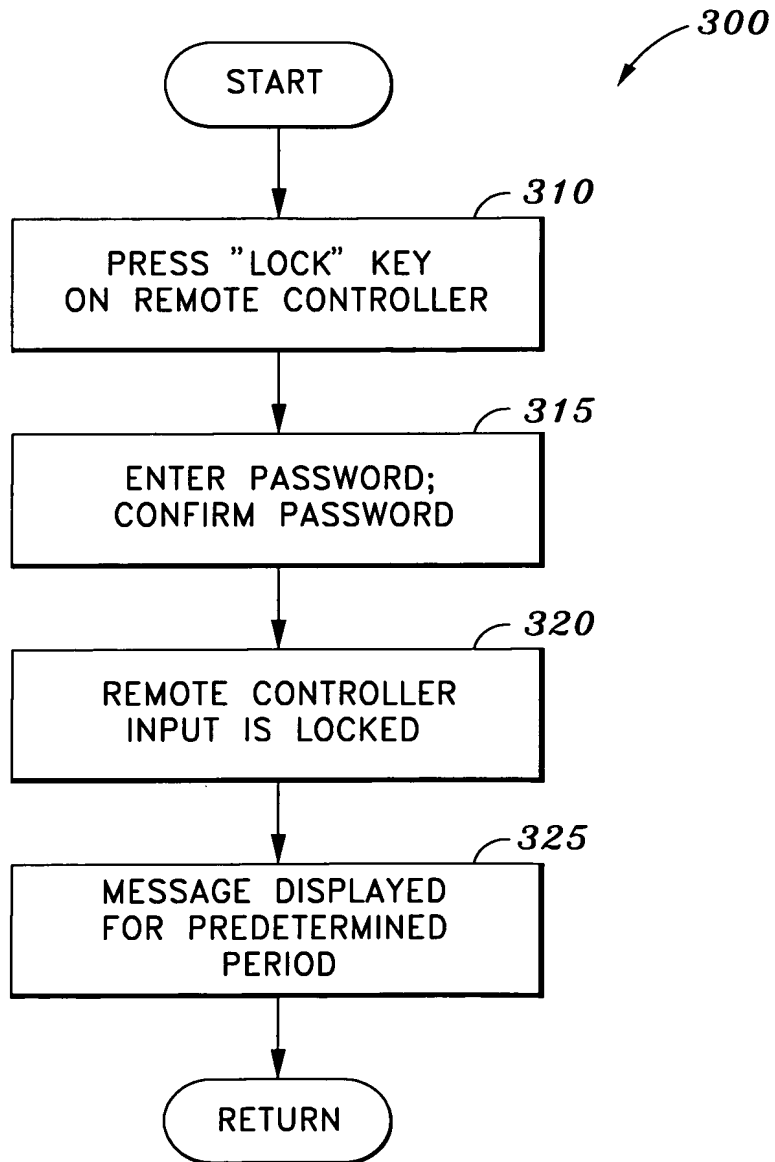 300
START
310
PRESS "LOCK" KEY
ON REMOTE CONTROLLER
315
ENTER PASSWORD;
CONFIRM PASSWORD
320
REMOTE CONTROLLER
INPUT IS LOCKED
325
MESSAGE DISPLAYED
FOR PREDETERMINED
PERIOD
RETURN